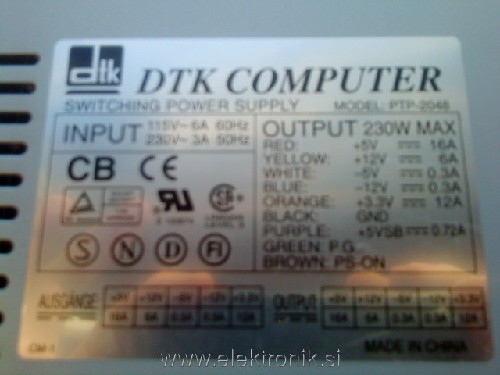 dtk
DTK COMPUTER
SWITCHING POWER SUPPLY MODEL: PTP-2048
INPUT 115V~6A 60Hz
230V~3A 50Hz
OUTPUT 230W MAX
RED: +5V 16A
YELLOW: +12V 6A
WHITE: -5V 0.3A
BLUE: -12V 0.3A
ORANGE: +3.3V 12A
BLACK: GND
PURPLE: +5VSB 0.72A
GREEN: P.G.
BROWN: PS-ON
CB CE
LEVEL 3
S N D FI
AUSGÄNGE +5V +12V -5V -12V +3.3V
16A 6A 0.3A 0.3A 12A
OUTPUT +5V +12V -5V -12V +3.3V
16A 6A 0.3A 0.3A 12A
MADE IN CHINA
www.elektronik.si